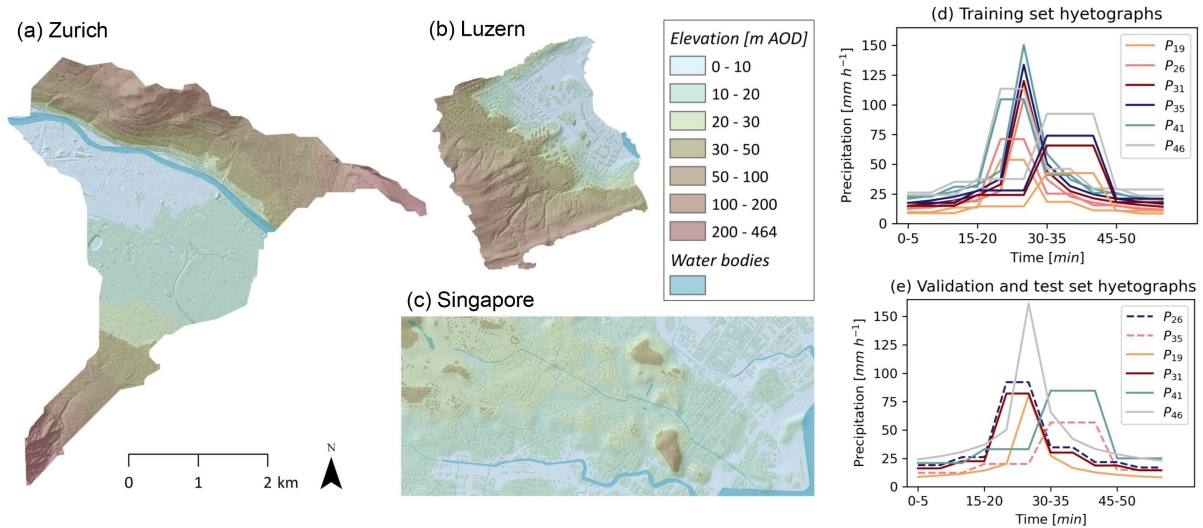 (a) Zurich
(b) Luzern
(c) Singapore
Elevation [m AOD]
0 - 10
10 - 20
20 - 30
30 - 50
50 - 100
100 - 200
200 - 464
Water bodies
0 1 2 km
N
(d) Training set hyetographs
Precipitation [mm h⁻¹]
150
125
100
75
50
25
0
P₁₉
P₂₆
P₃₁
P₃₅
P₄₁
P₄₆
0-5 15-20 30-35 45-50
Time [min]
(e) Validation and test set hyetographs
Precipitation [mm h⁻¹]
150
125
100
75
50
25
0
P₂₆
P₃₅
P₁₉
P₃₁
P₄₁
P₄₆
0-5 15-20 30-35 45-50
Time [min]